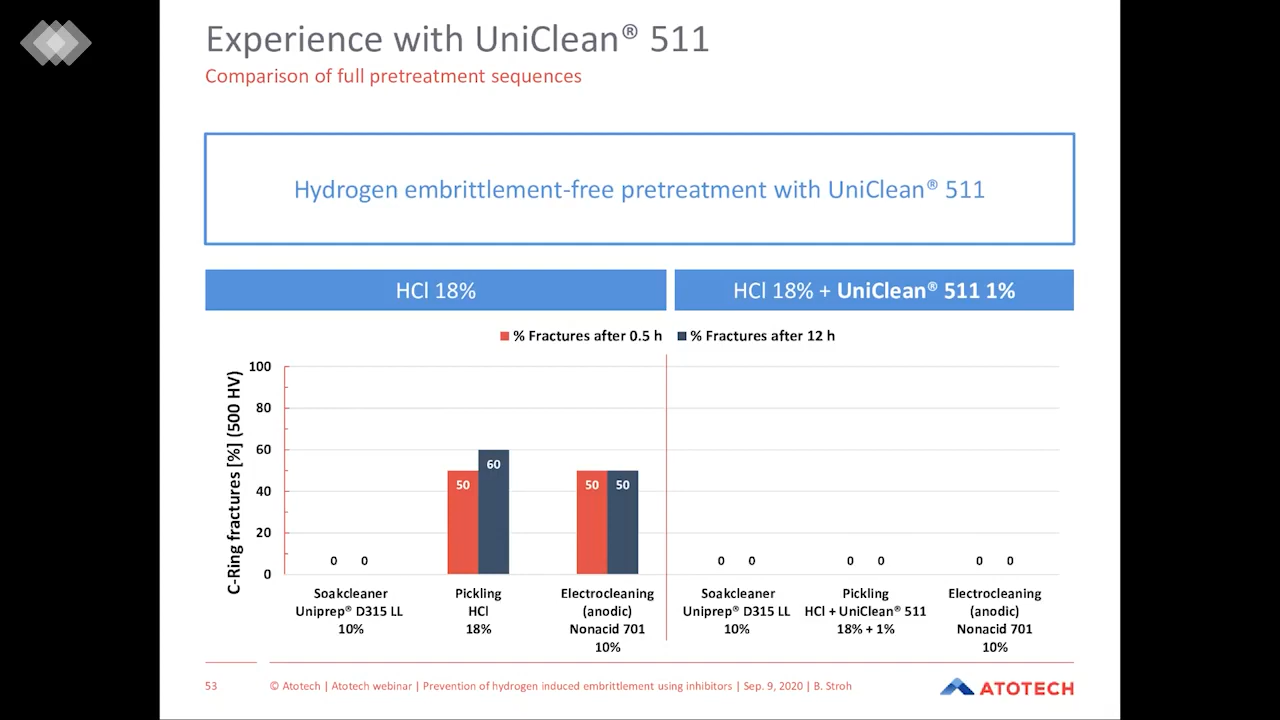 Experience with UniClean® 511
Comparison of full pretreatment sequences
Hydrogen embrittlement-free pretreatment with UniClean® 511
HCl 18%
HCl 18% + UniClean® 511 1%
% Fractures after 0.5 h
% Fractures after 12 h
C-Ring fractures [%] (500 HV)
100
80
60
40
20
0
0 0
50 60
50 50
0 0
0 0
0 0
Soakcleaner
Uniprep® D315 LL
10%
Pickling
HCl
18%
Electrocleaning
(anodic)
Nonacid 701
10%
Soakcleaner
Uniprep® D315 LL
10%
Pickling
HCl + UniClean® 511
18% + 1%
Electrocleaning
(anodic)
Nonacid 701
10%
53
© Atotech | Atotech webinar | Prevention of hydrogen induced embrittlement using inhibitors | Sep. 9, 2020 | B. Stroh
ATOTECH